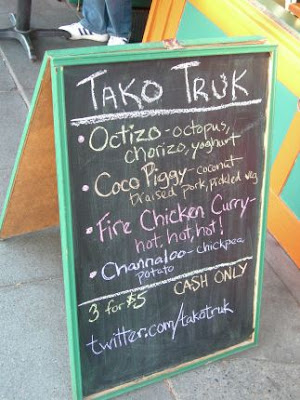 TAKO TRUK
• Octizo - octopus,
chorizo, yoghurt
• Coco Piggy - coconut
braised pork, pickled veg
• Fire Chicken Curry -
hot, hot, hot!
• Channaloo - chickpea
potato
3 for $5 CASH ONLY
twitter.com/takotruk